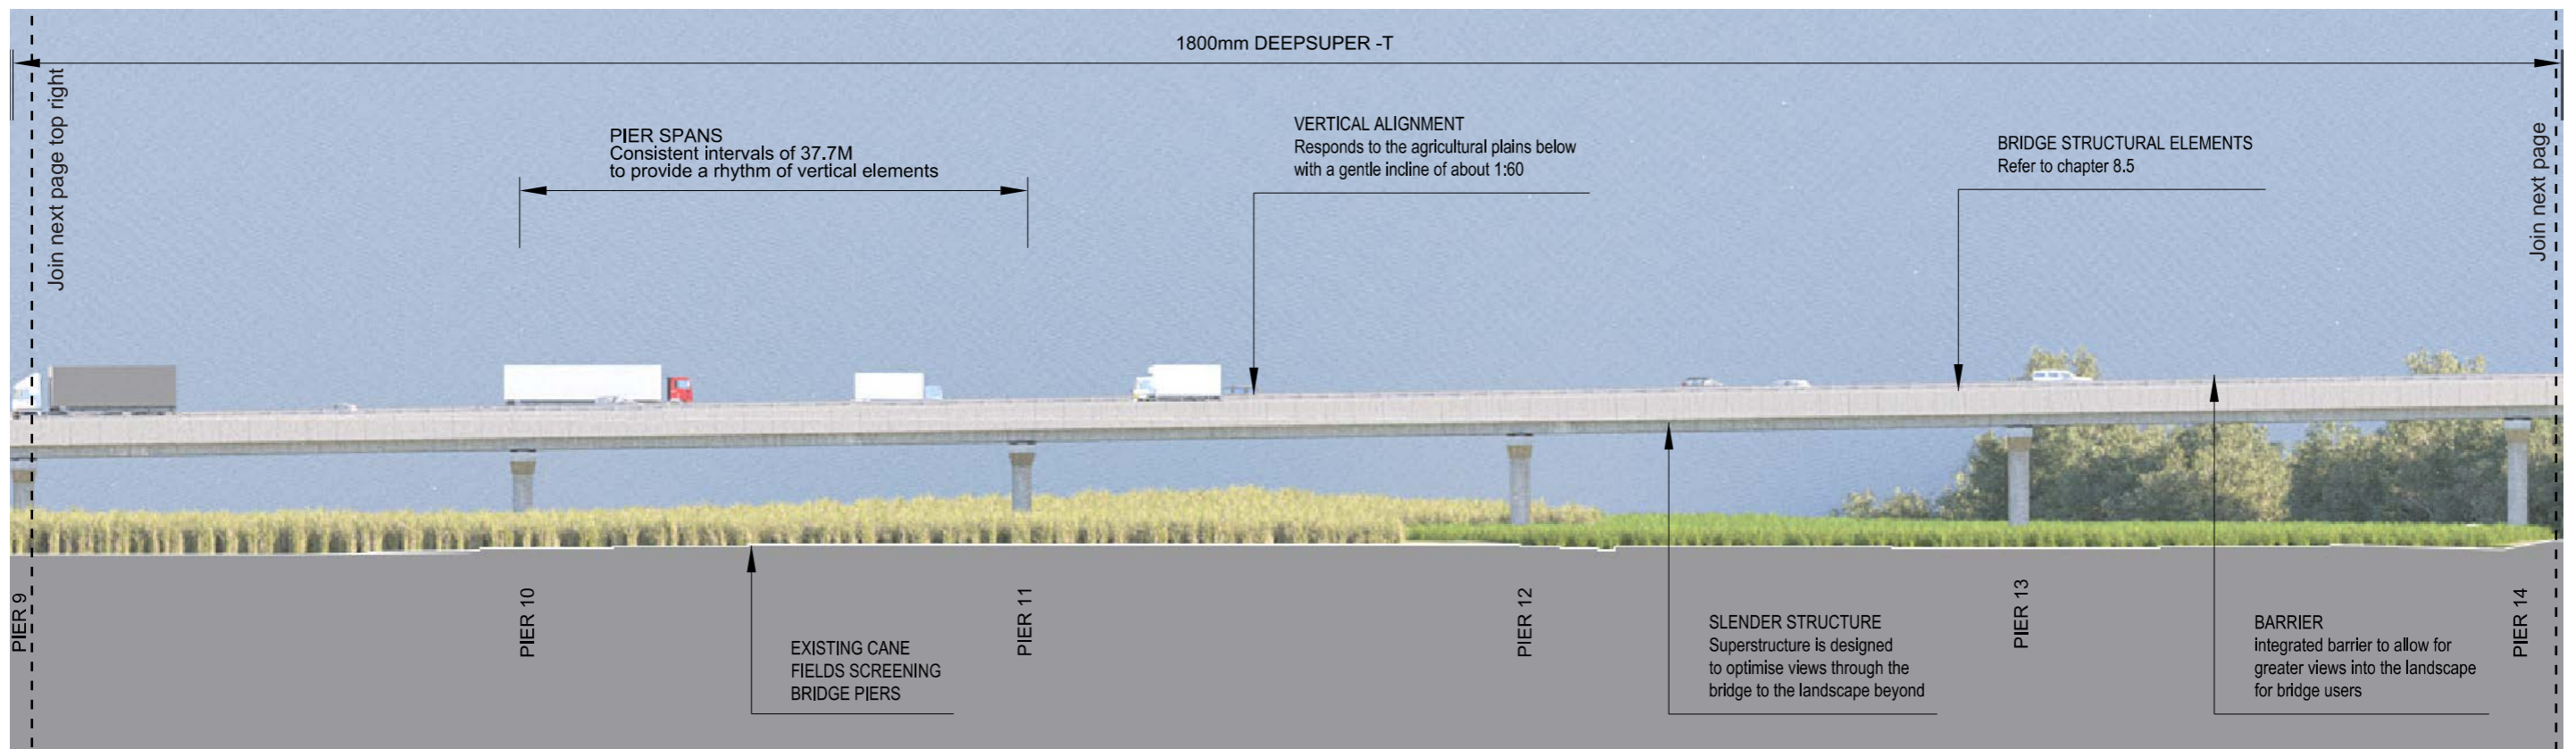 1800mm DEEPSUPER -T
Join next page top right
PIER SPANS
Consistent intervals of 37.7M
to provide a rhythm of vertical elements
VERTICAL ALIGNMENT
Responds to the agricultural plains below
with a gentle incline of about 1:60
BRIDGE STRUCTURAL ELEMENTS
Refer to chapter 8.5
Join next page
PIER 9
PIER 10
EXISTING CANE
FIELDS SCREENING
BRIDGE PIERS
PIER 11
PIER 12
SLENDER STRUCTURE
Superstructure is designed
to optimise views through the
bridge to the landscape beyond
PIER 13
BARRIER
integrated barrier to allow for
greater views into the landscape
for bridge users
PIER 14